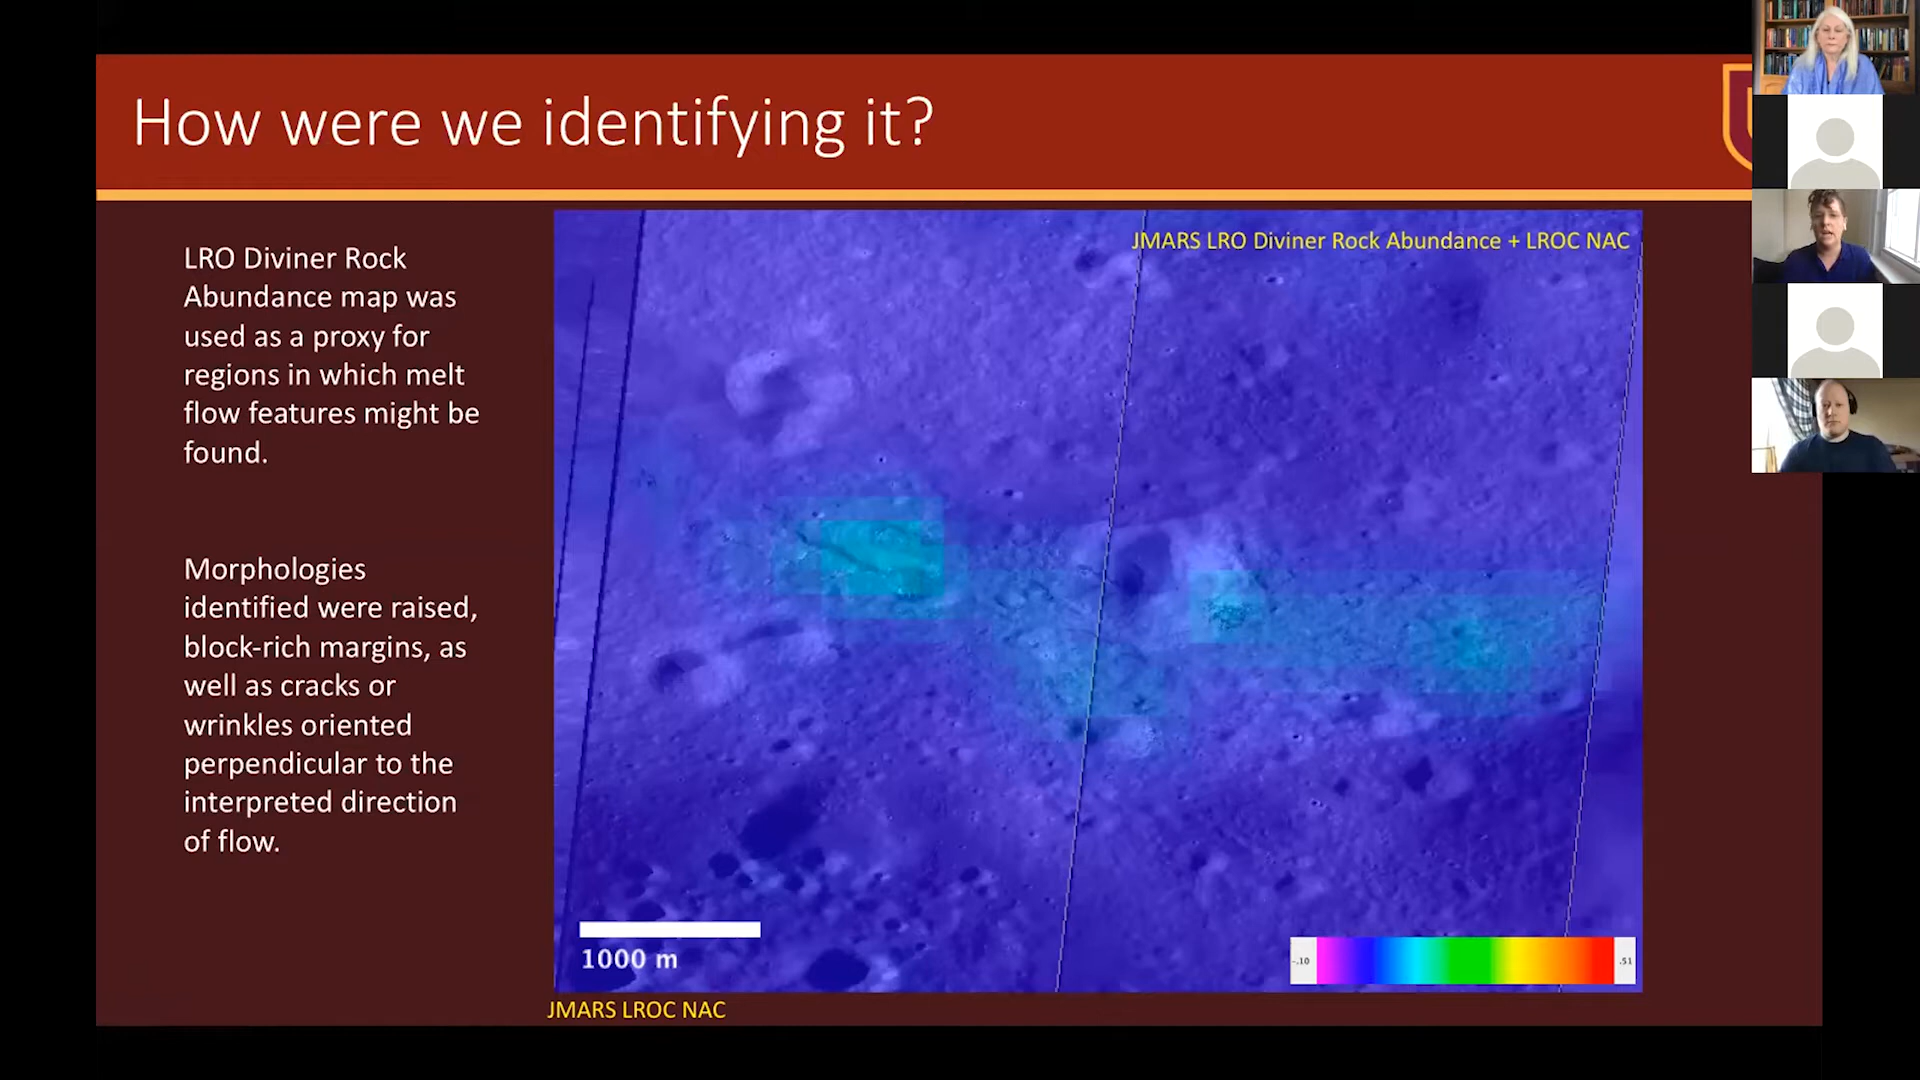 How were we identifying it?
LRO Diviner Rock
Abundance map was
used as a proxy for
regions in which melt
flow features might be
found.
Morphologies
identified were raised,
block-rich margins, as
well as cracks or
wrinkles oriented
perpendicular to the
interpreted direction
of flow.
JMARS LRO Diviner Rock Abundance + LROC NAC
1000 m
-.10
.51
JMARS LROC NAC